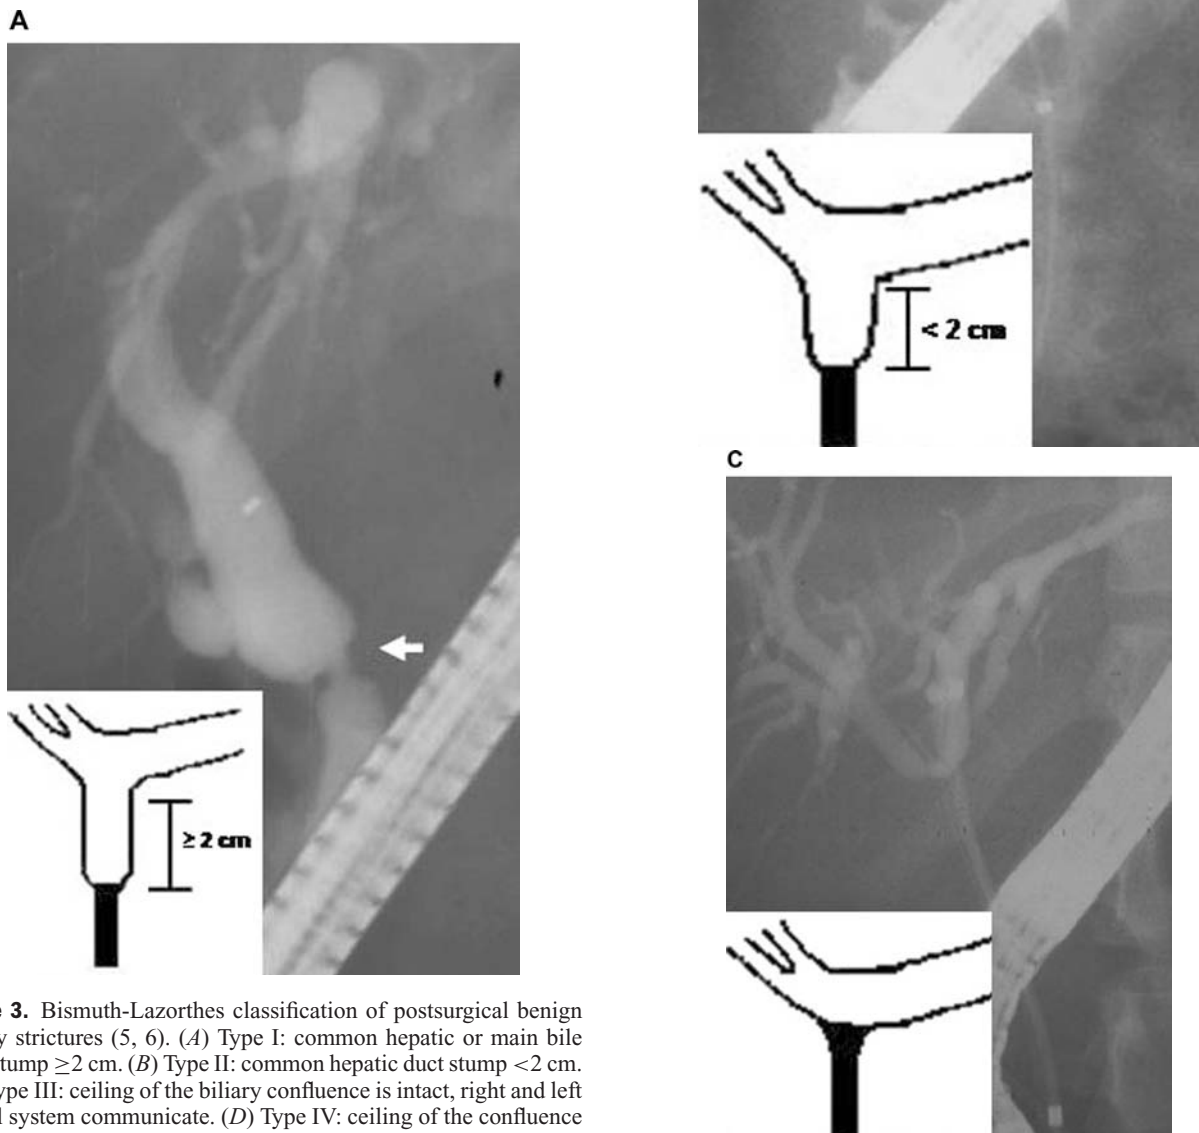 A
≥ 2 cm
< 2 cm
C
3. Bismuth-Lazorthes classification of postsurgical benign
strictures (5, 6). (A) Type I: common hepatic or main bile
≥2 cm. (B) Type II: common hepatic duct stump <2 cm.
III: ceiling of the biliary confluence is intact, right and left
system communicate. (D) Type IV: ceiling of the confluence